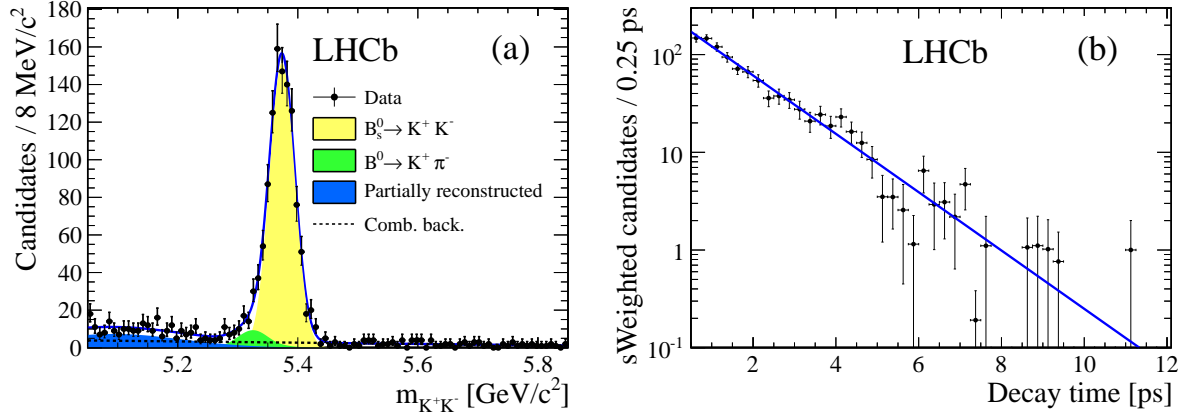 Candidates / 8 MeV/c²
160
140
120
100
80
60
40
20
0
LHCb
(a)
Data
B⁰ₛ→ K⁺ K⁻
B⁰→ K⁺ π⁻
Partially reconstructed
Comb. back.
5.2 5.4 5.6 5.8
m_K⁺K⁻ [GeV/c²]
sWeighted candidates / 0.25 ps
10²
10
1
10⁻¹
LHCb
(b)
2 4 6 8 10 12
Decay time [ps]